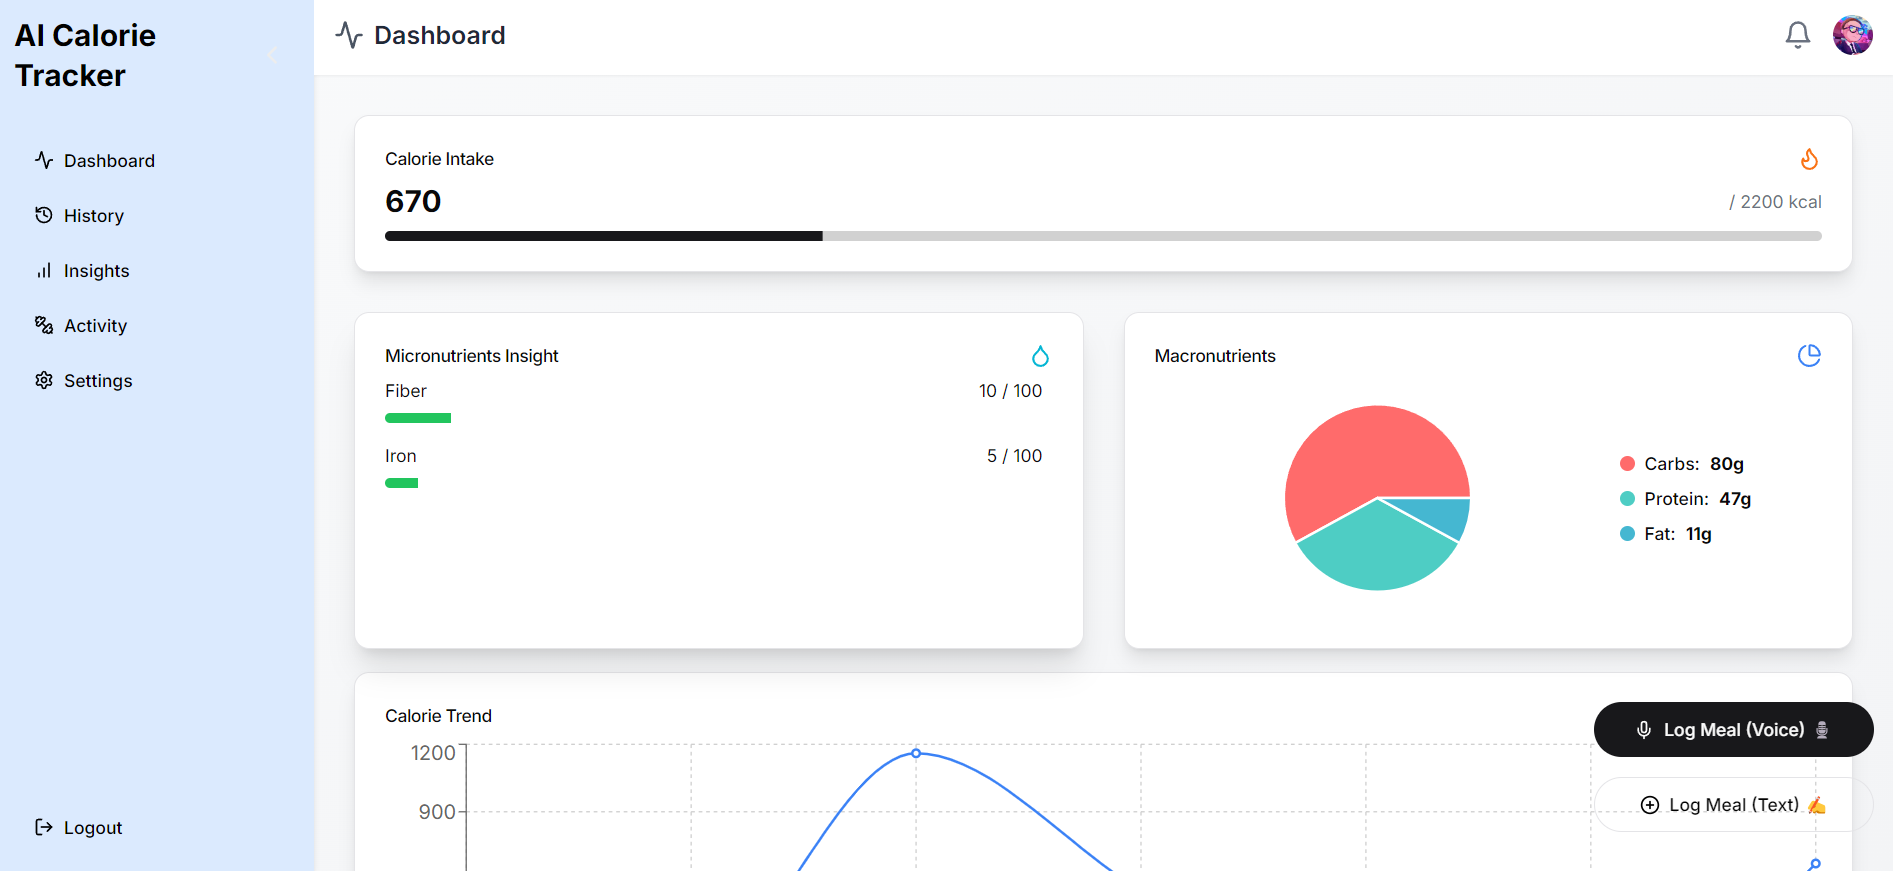 AI Calorie
Tracker
Dashboard
History
Insights
Activity
Settings
Logout
Dashboard
Calorie Intake
670
/ 2200 kcal
Micronutrients Insight
Fiber
10 / 100
Iron
5 / 100
Macronutrients
Carbs: 80g
Protein: 47g
Fat: 11g
Calorie Trend
1200
900
Log Meal (Voice) 🎙️
Log Meal (Text) ✍️